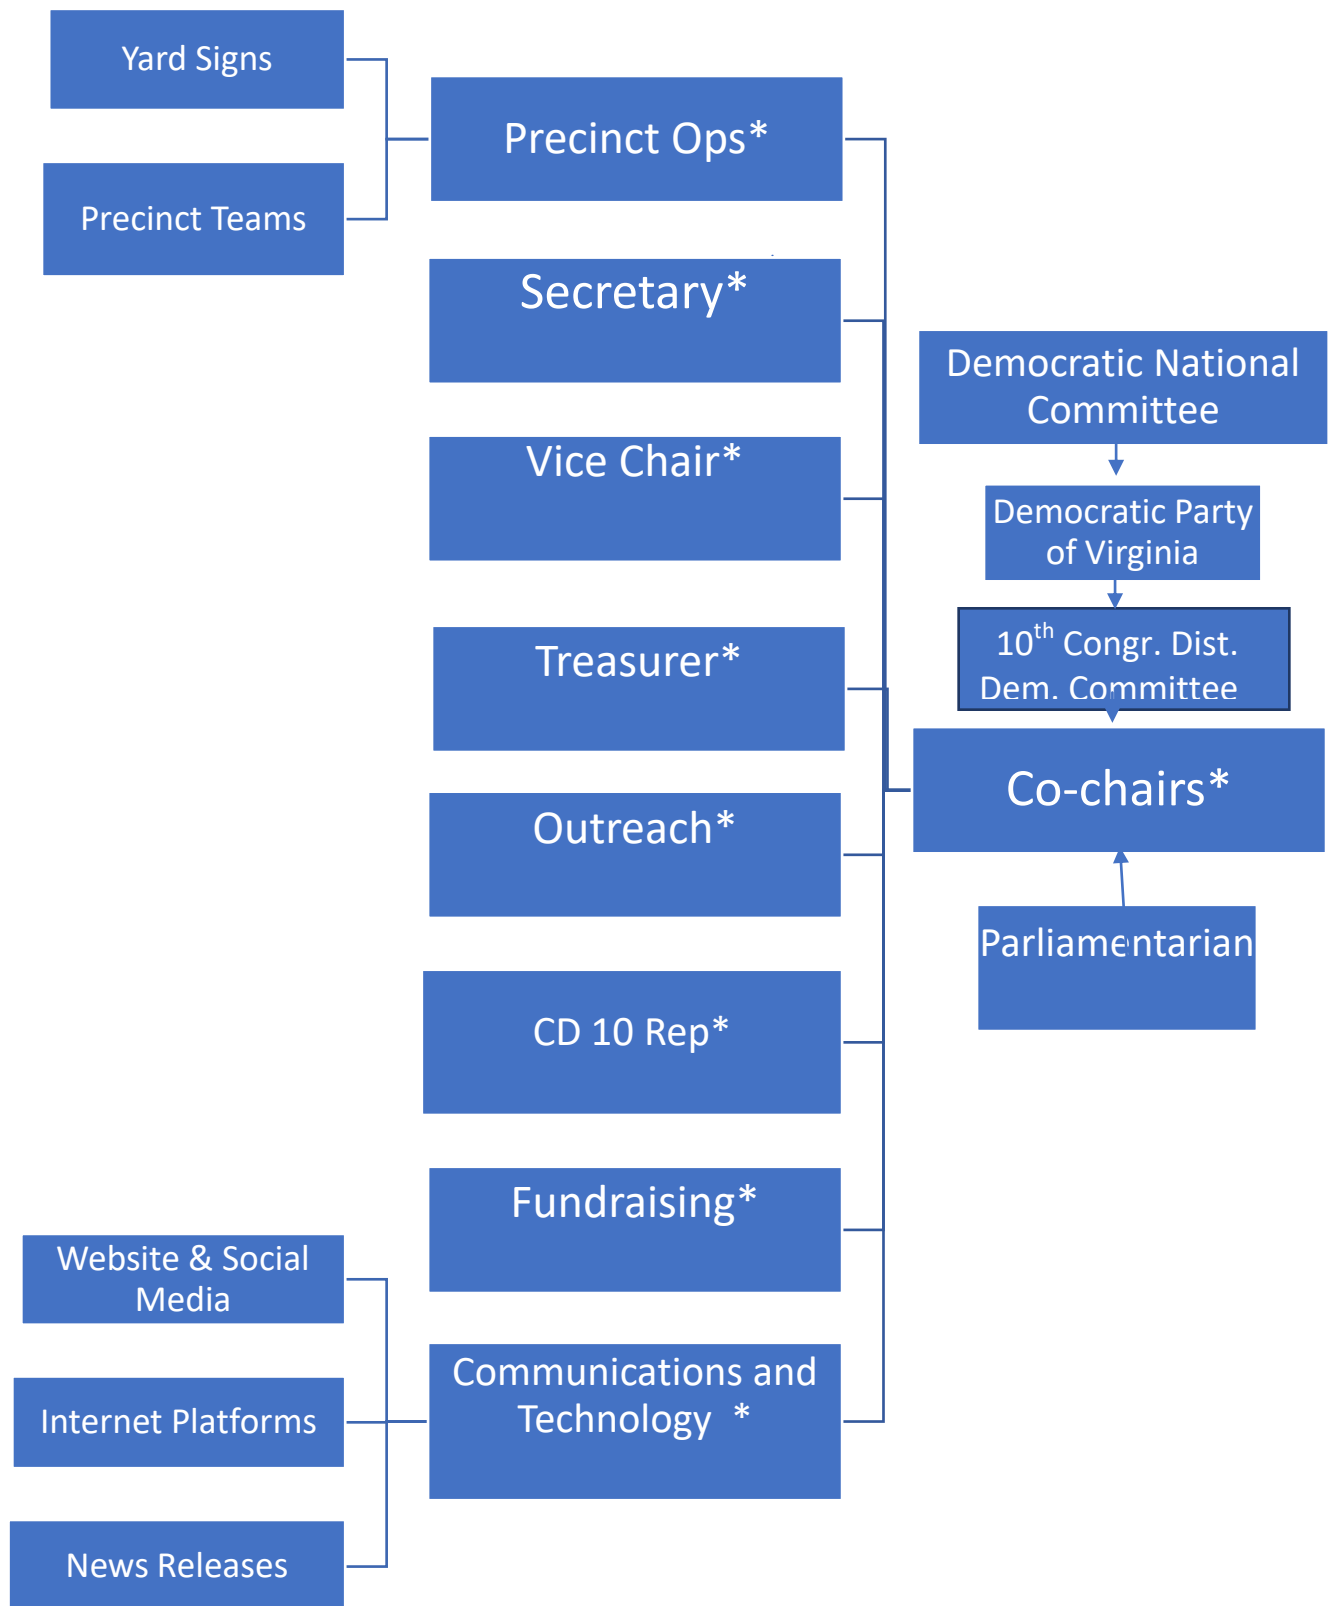 Yard Signs
Precinct Teams
Precinct Ops*
Secretary*
Vice Chair*
Treasurer*
Outreach*
CD 10 Rep*
Fundraising*
Website & Social
Media
Internet Platforms
News Releases
Communications and
Technology *
Democratic National
Committee
Democratic Party
of Virginia
10th Congr. Dist.
Dem. Committee
Co-chairs*
Parliamentarian